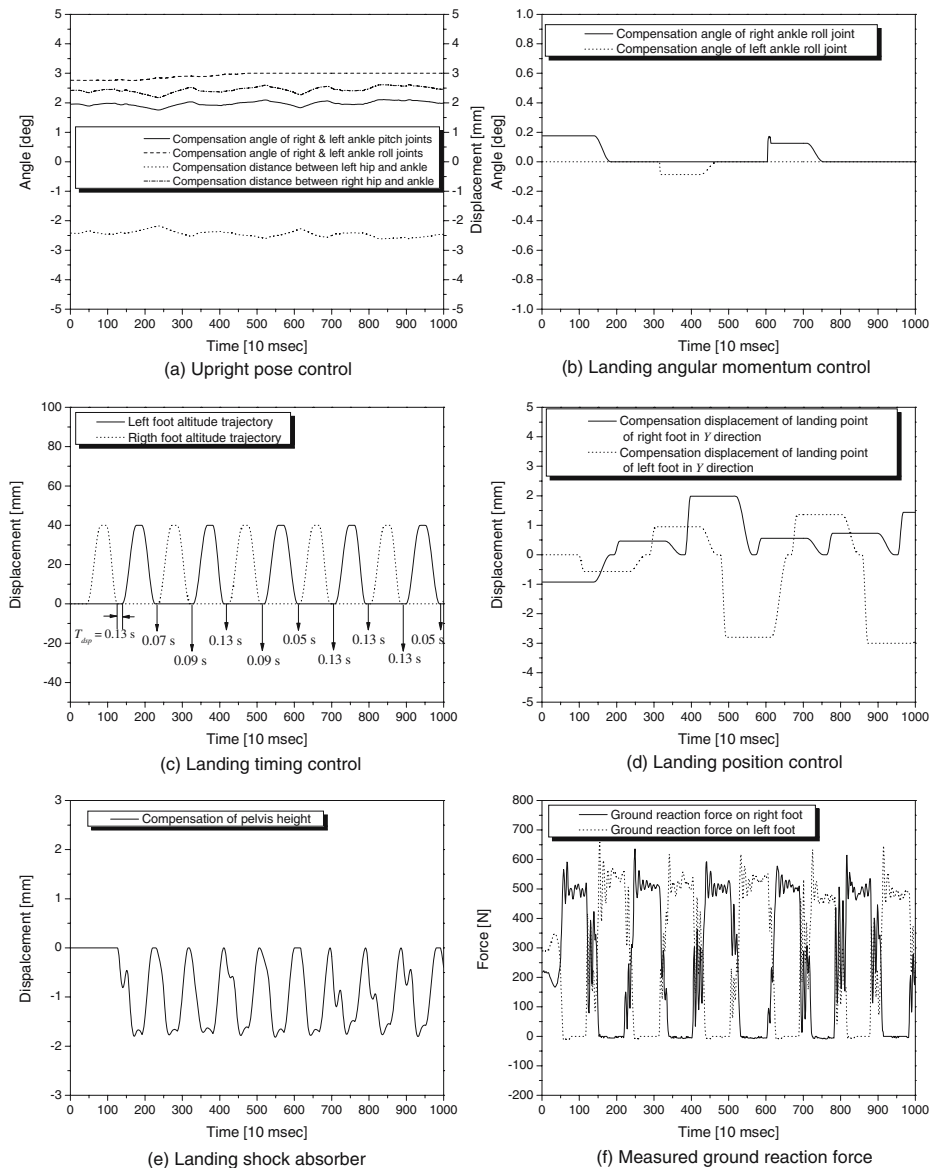 5
4
3
2
1
0
-1
-2
-3
-4
-5
Angle [deg]
5
4
3
2
1
0
-1
-2
-3
-4
-5
Displacement [mm]
Compensation angle of right & left ankle pitch joints
Compensation angle of right & left ankle roll joints
Compensation distance between left hip and ankle
Compensation distance between right hip and ankle
0 100 200 300 400 500 600 700 800 900 1000
Time [10 msec]
(a) Upright pose control
1.0
0.8
0.6
0.4
0.2
0.0
-0.2
-0.4
-0.6
-0.8
-1.0
Angle [deg]
Compensation angle of right ankle roll joint
Compensation angle of left ankle roll joint
0 100 200 300 400 500 600 700 800 900 1000
Time [10 msec]
(b) Landing angular momentum control
100
80
60
40
20
0
-20
-40
Displacement [mm]
Left foot altitude trajectory
Rigth foot altitude trajectory
T dsp = 0.13 s
0.07 s
0.09 s
0.13 s
0.09 s
0.05 s
0.13 s
0.13 s
0.13 s
0.05 s
0 100 200 300 400 500 600 700 800 900 1000
Time [10 msec]
(c) Landing timing control
5
4
3
2
1
0
-1
-2
-3
-4
-5
Displacement [mm]
Compensation displacement of landing point
of right foot in Y direction
Compensation displacement of landing point
of left foot in Y direction
0 100 200 300 400 500 600 700 800 900 1000
Time [10 msec]
(d) Landing position control
3
2
1
0
-1
-2
-3
Dispalcement [mm]
Compensation of pelvis height
0 100 200 300 400 500 600 700 800 900 1000
Time [10 msec]
(e) Landing shock absorber
800
700
600
500
400
300
200
100
0
-100
-200
Force [N]
Ground reaction force on right foot
Ground reaction force on left foot
0 100 200 300 400 500 600 700 800 900 1000
Time [10 msec]
(f) Measured ground reaction force